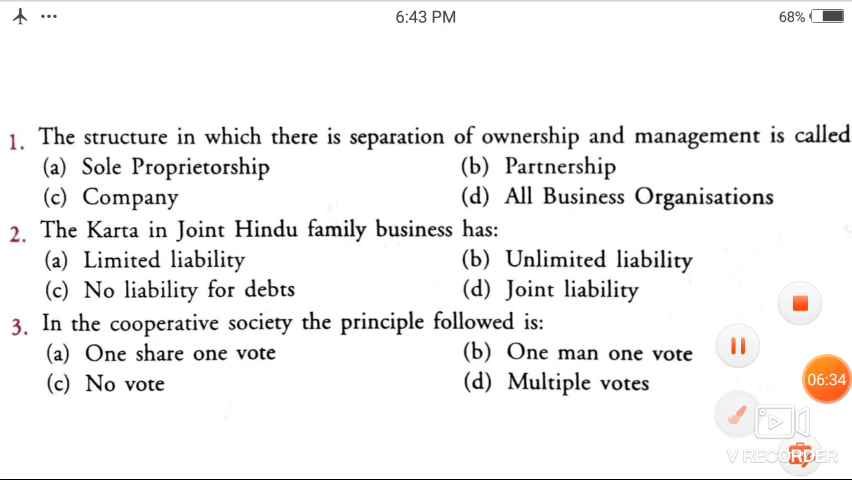 6:43 PM 68%
1. The structure in which there is separation of ownership and management is called
(a) Sole Proprietorship (b) Partnership
(c) Company (d) All Business Organisations
2. The Karta in Joint Hindu family business has:
(a) Limited liability (b) Unlimited liability
(c) No liability for debts (d) Joint liability
3. In the cooperative society the principle followed is:
(a) One share one vote (b) One man one vote
(c) No vote (d) Multiple votes
06:34
V RECORDER